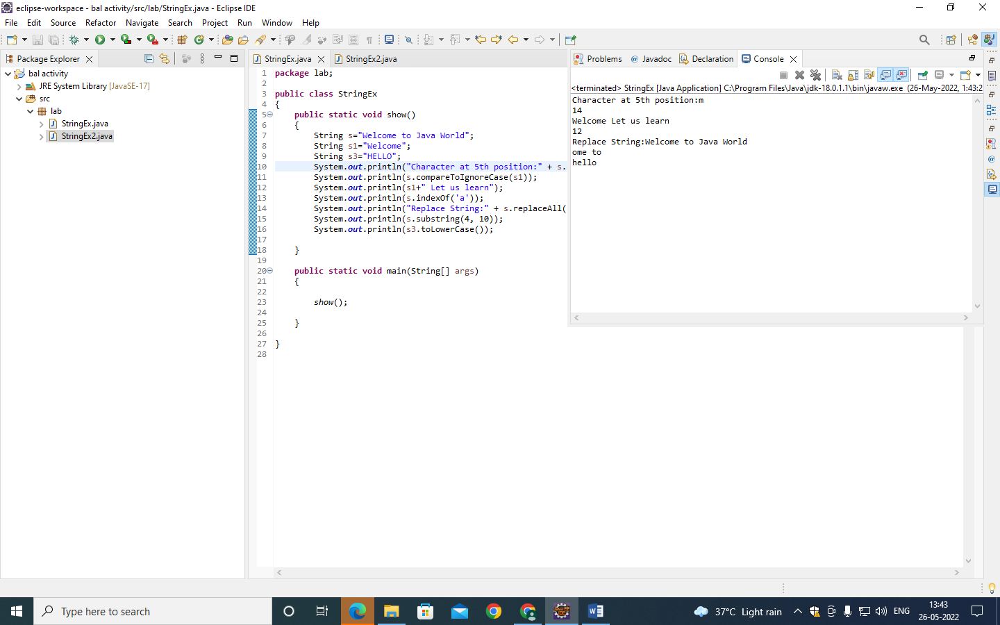 eclipse-workspace - bal activity/src/lab/StringEx.java - Eclipse IDE
File Edit Source Refactor Navigate Search Project Run Window Help
Package Explorer
bal activity
JRE System Library [JavaSE-17]
src
lab
StringEx.java
StringEx2.java
StringEx.java StringEx2.java
1 package lab;
2
3 public class StringEx
4 {
5 public static void show()
6 {
7 String s="Welcome to Java World";
8 String s1="Welcome";
9 String s3="HELLO";
10 System.out.println("Character at 5th position:" + s.
11 System.out.println(s.compareToIgnoreCase(s1));
12 System.out.println(s1+" Let us learn");
13 System.out.println(s.indexOf('a'));
14 System.out.println("Replace String:" + s.replaceAll(
15 System.out.println(s.substring(4, 10));
16 System.out.println(s3.toLowerCase());
17
18 }
19
20 public static void main(String[] args)
21 {
22
23 show();
24
25 }
26
27 }
28
Problems @ Javadoc Declaration Console
<terminated> StringEx [Java Application] C:\Program Files\Java\jdk-18.0.1.1\bin\javaw.exe (26-May-2022, 1:43:2
Character at 5th position:m
14
Welcome Let us learn
12
Replace String:Welcome to Java World
ome to
hello
Type here to search
37°C Light rain
ENG
13:43
26-05-2022